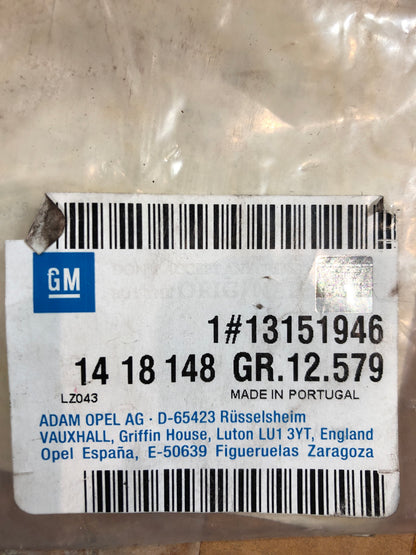 GM
1#13151946
14 18 148 GR.12.579
LZ043 MADE IN PORTUGAL
ADAM OPEL AG · D-65423 Rüsselsheim
VAUXHALL, Griffin House, Luton LU1 3YT, England
Opel España, E-50639 Figueruelas Zaragoza